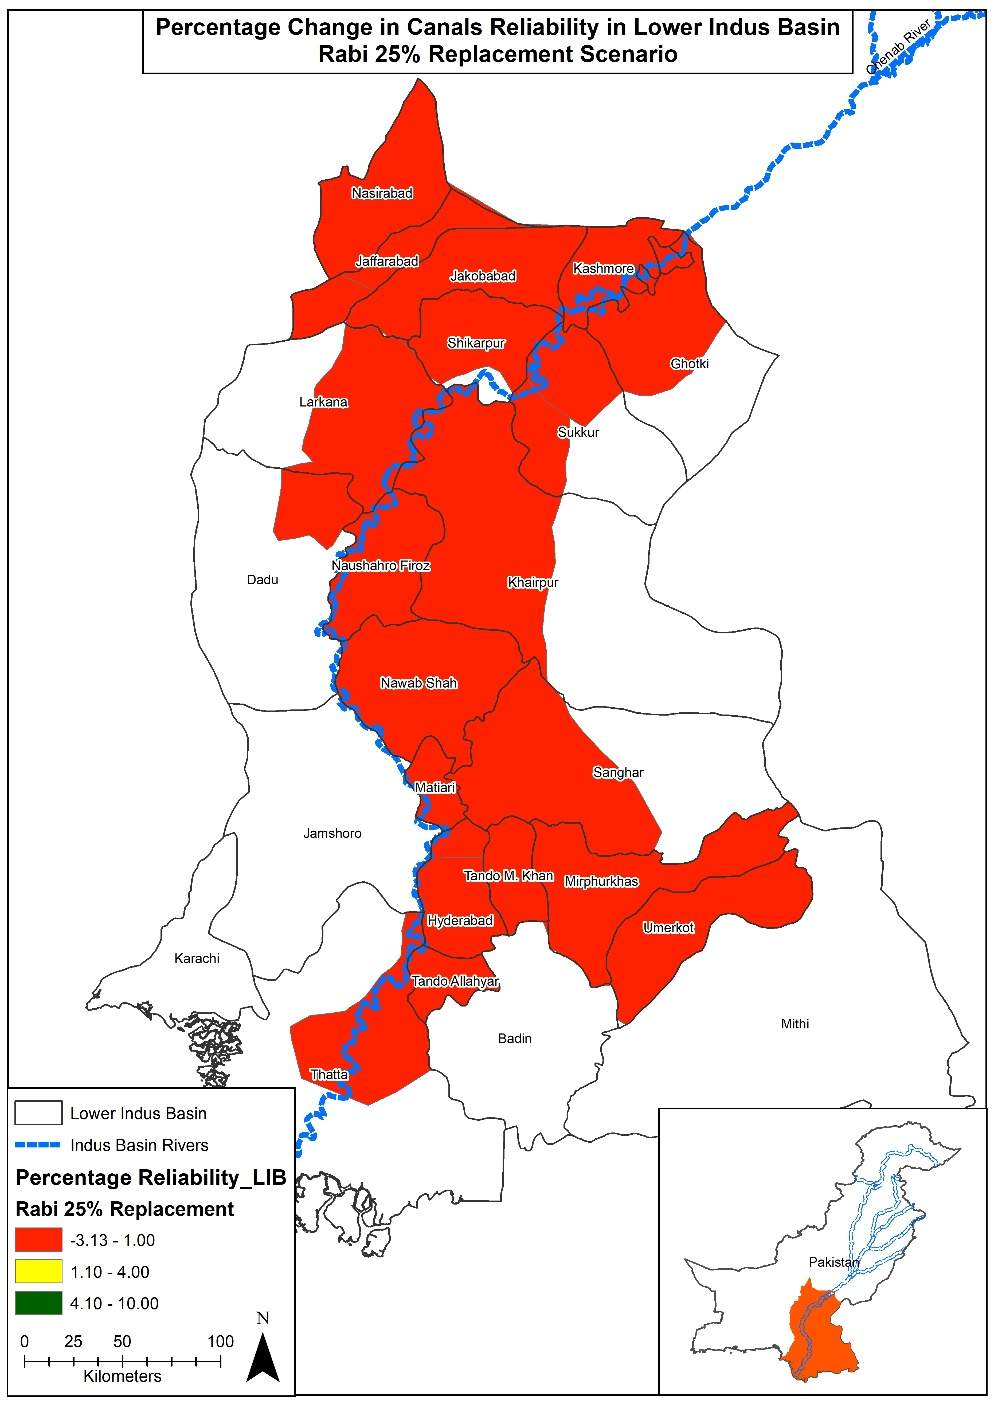 Percentage Change in Canals Reliability in Lower Indus Basin
Rabi 25% Replacement Scenario
Chenab River
Nasirabad
Jaffarabad
Jakobabad
Kashmore
Shikarpur
Ghotki
Larkana
Sukkur
Naushahro Firoz
Dadu
Khairpur
Nawab Shah
Sanghar
Matiari
Jamshoro
Tando M. Khan
Mirphurkhas
Hyderabad
Umerkot
Karachi
Tando Allahyar
Badin
Mithi
Thatta
Lower Indus Basin
Indus Basin Rivers
Percentage Reliability_LIB
Rabi 25% Replacement
-3.13 - 1.00
1.10 - 4.00
4.10 - 10.00
N
0 25 50 100
Kilometers
Pakistan